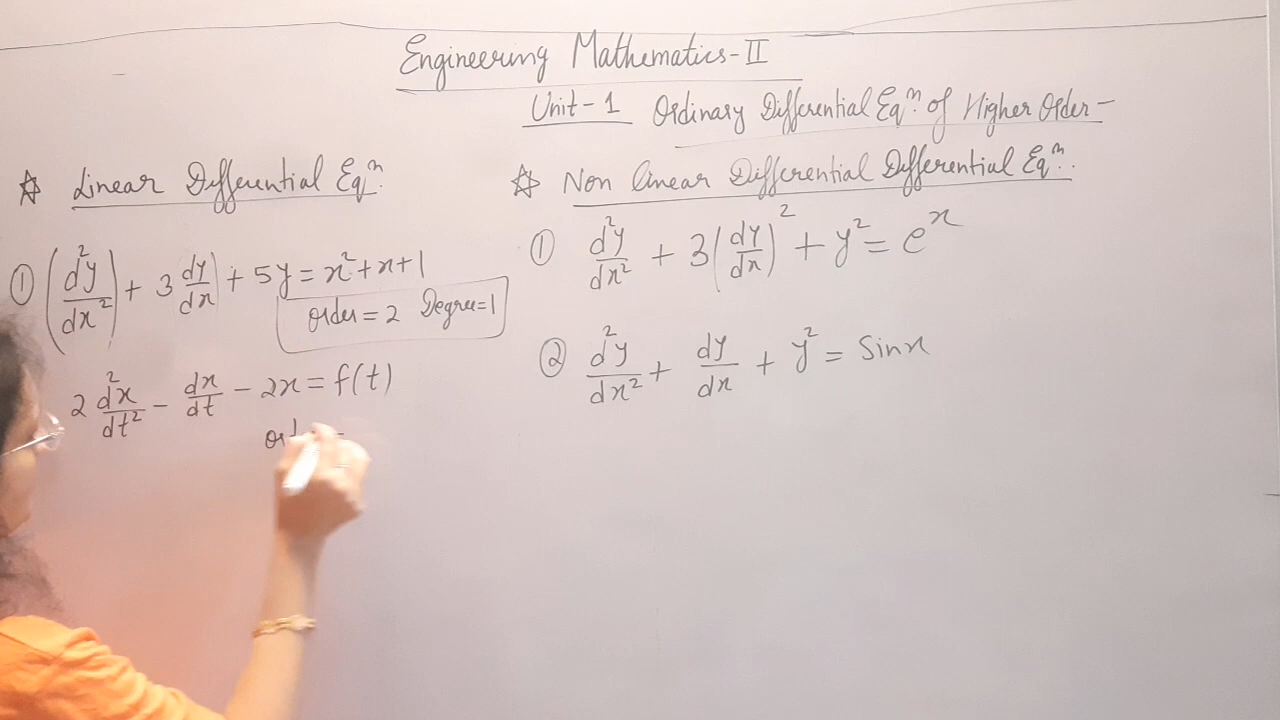 Engineering Mathematics-II
Unit-1 Ordinary Differential Eqn. of Higher Order-
☆ Linear Differential Eqn.
① (d²y/dx²) + 3 dy/dx + 5y = x²+x+1
order = 2 Degree=1
2 d²x/dt² - dx/dt - 2x = f(t)
☆ Non linear Differential Differential Eqn.
① d²y/dx² + 3(dy/dx)² + y² = eˣ
② d²y/dx² + dy/dx + y² = Sinx